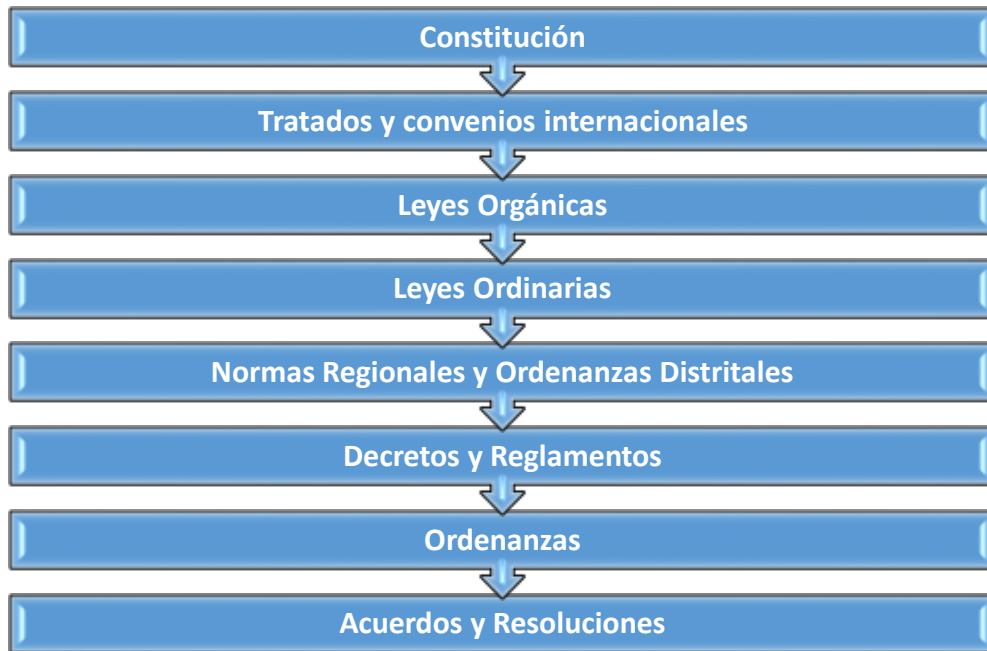 Constitución
Tratados y convenios internacionales
Leyes Orgánicas
Leyes Ordinarias
Normas Regionales y Ordenanzas Distritales
Decretos y Reglamentos
Ordenanzas
Acuerdos y Resoluciones